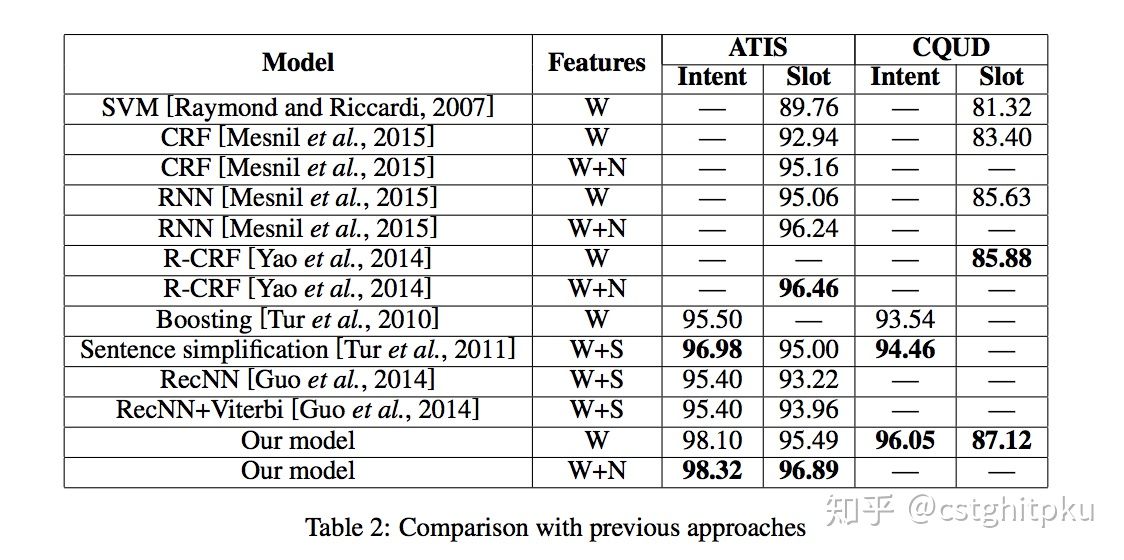 Model Features ATIS CQUD
Intent Slot Intent Slot
SVM [Raymond and Riccardi, 2007] W — 89.76 — 81.32
CRF [Mesnil et al., 2015] W — 92.94 — 83.40
CRF [Mesnil et al., 2015] W+N — 95.16 — —
RNN [Mesnil et al., 2015] W — 95.06 — 85.63
RNN [Mesnil et al., 2015] W+N — 96.24 — —
R-CRF [Yao et al., 2014] W — — — 85.88
R-CRF [Yao et al., 2014] W+N — 96.46 — —
Boosting [Tur et al., 2010] W 95.50 — 93.54 —
Sentence simplification [Tur et al., 2011] W+S 96.98 95.00 94.46 —
RecNN [Guo et al., 2014] W+S 95.40 93.22 — —
RecNN+Viterbi [Guo et al., 2014] W+S 95.40 93.96 — —
Our model W 98.10 95.49 96.05 87.12
Our model W+N 98.32 96.89 — —
Table 2: Comparison with previous approaches
知乎 @cstghitpku